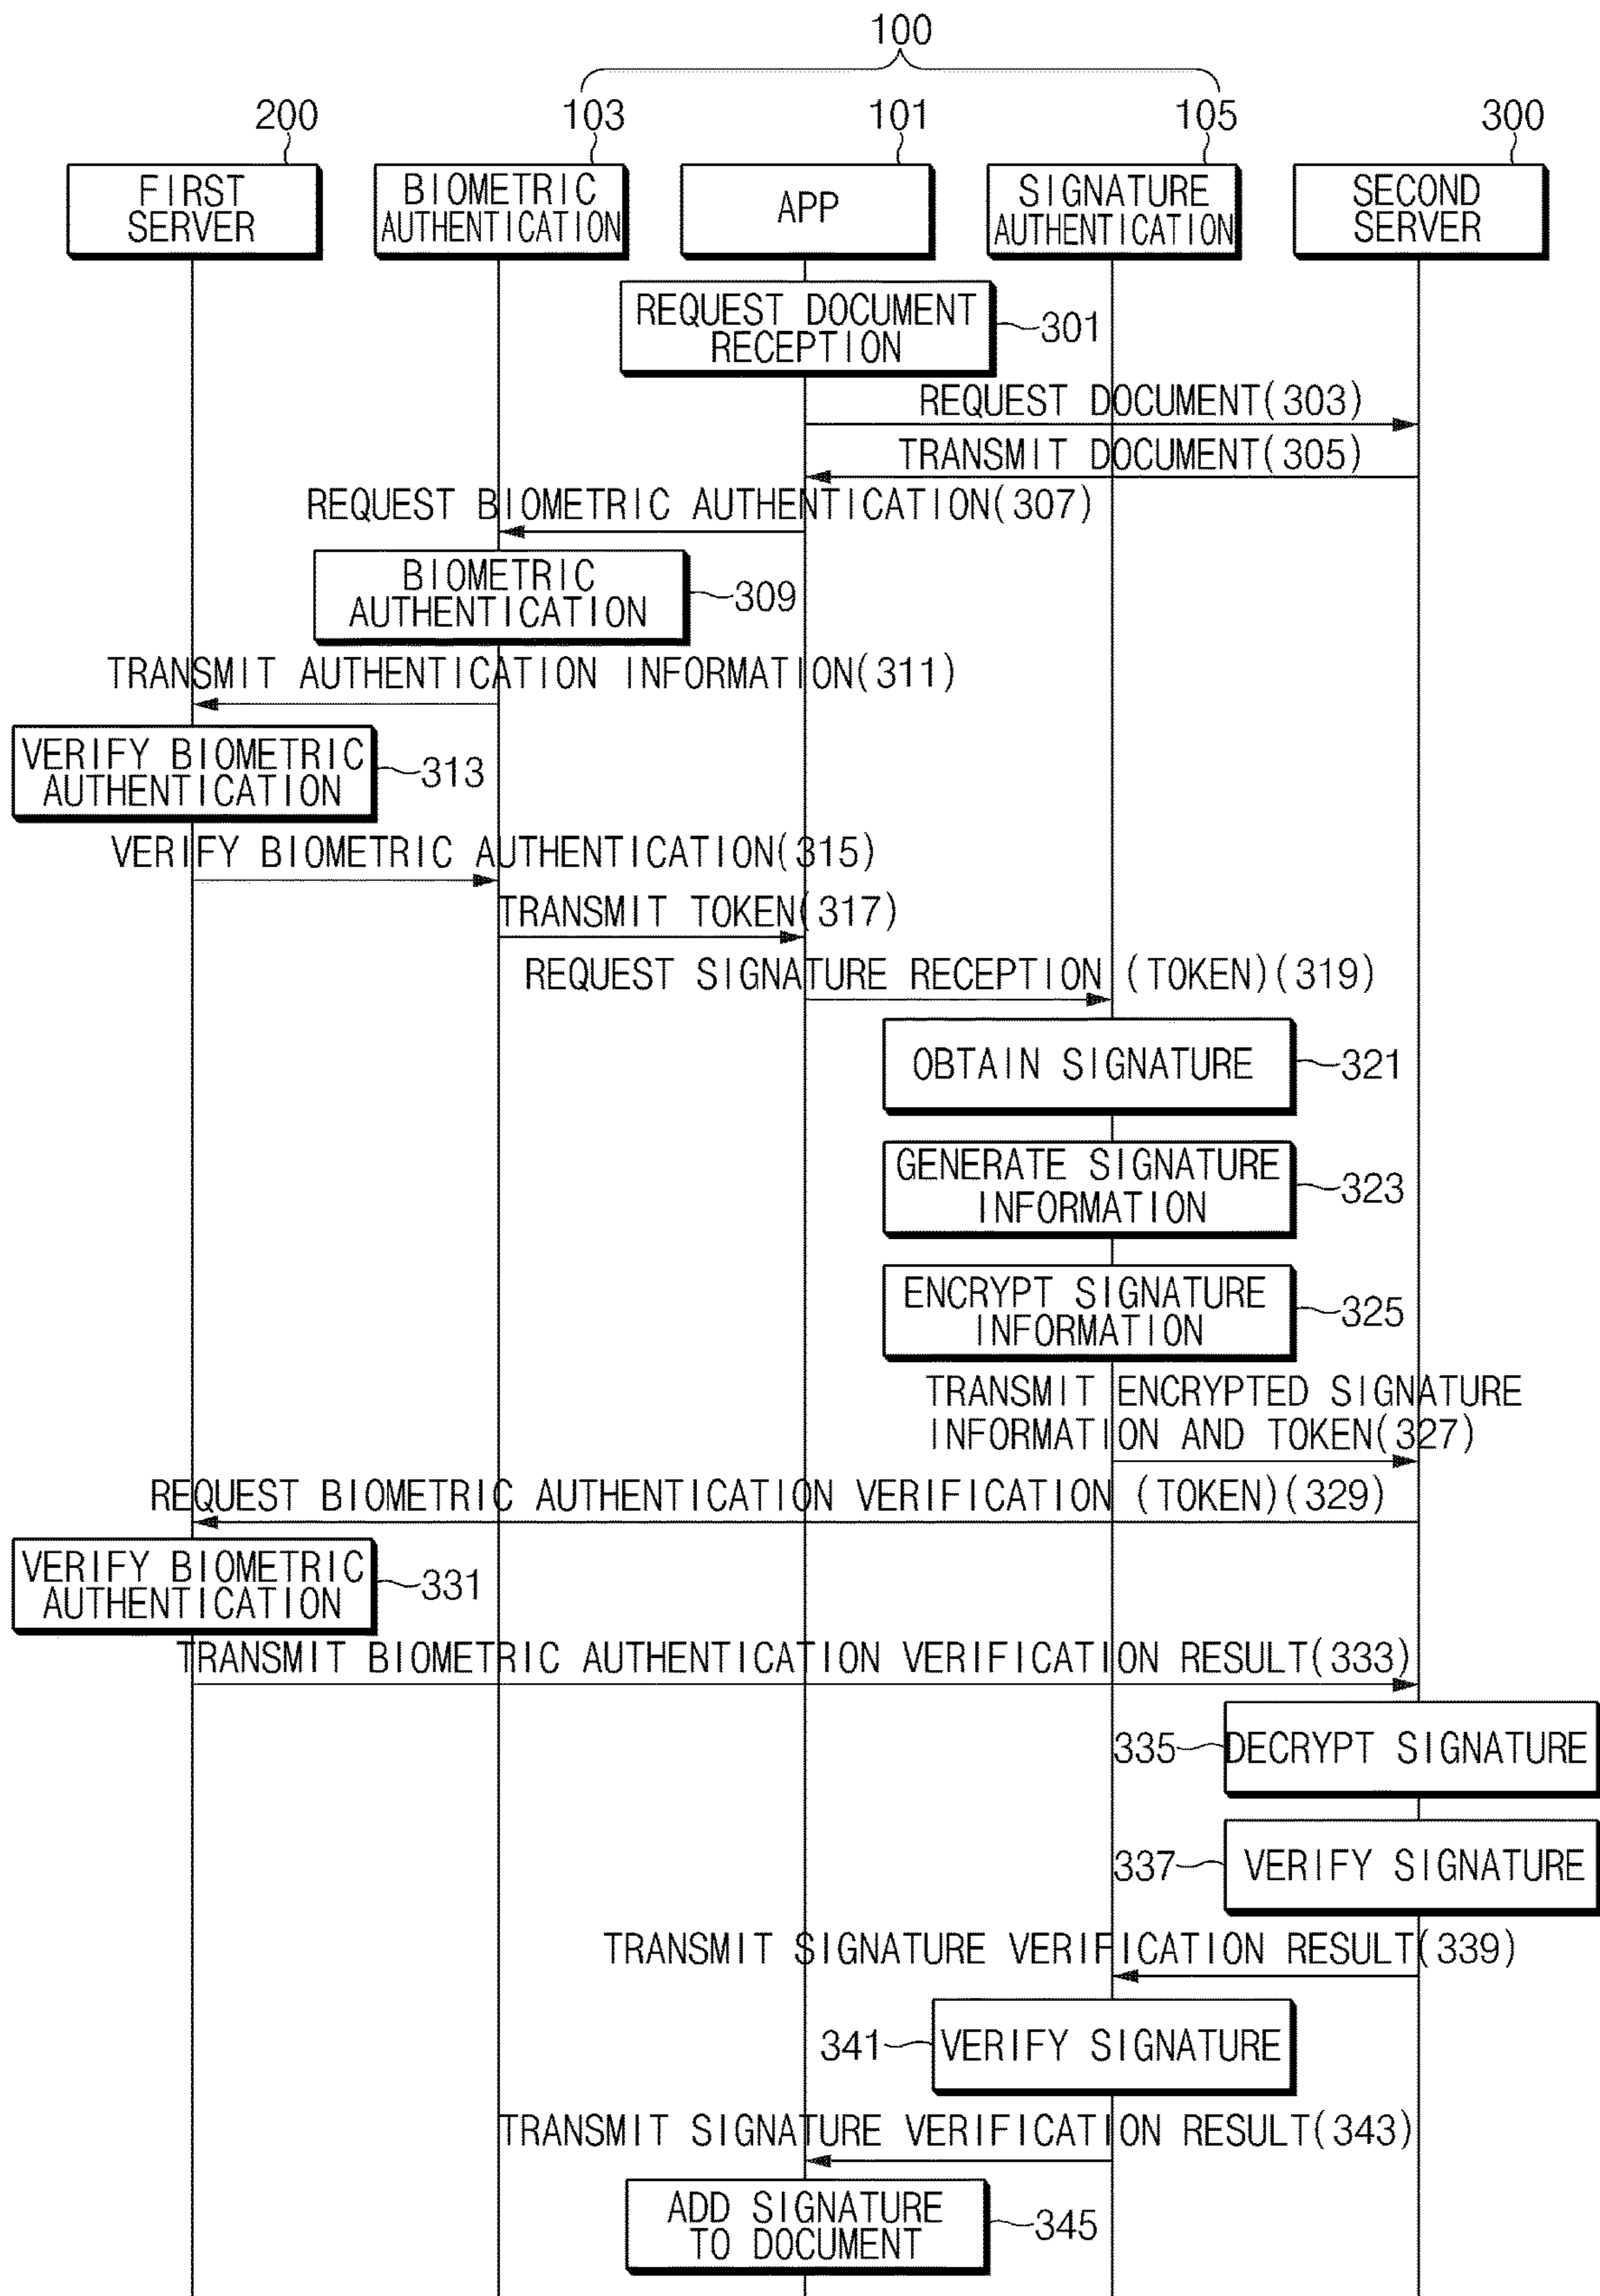 100
200
103
101
105
300
FIRST
SERVER
BIOMETRIC
AUTHENTICATION
APP
SIGNATURE
AUTHENTICATION
SECOND
SERVER
REQUEST DOCUMENT
RECEPTION
301
REQUEST DOCUMENT(303)
TRANSMIT DOCUMENT(305)
REQUEST BIOMETRIC AUTHENTICATION(307)
BIOMETRIC
AUTHENTICATION
309
TRANSMIT AUTHENTICATION INFORMATION(311)
VERIFY BIOMETRIC
AUTHENTICATION
313
VERIFY BIOMETRIC AUTHENTICATION(315)
TRANSMIT TOKEN(317)
REQUEST SIGNATURE RECEPTION (TOKEN)(319)
OBTAIN SIGNATURE
321
GENERATE SIGNATURE
INFORMATION
323
ENCRYPT SIGNATURE
INFORMATION
325
TRANSMIT ENCRYPTED SIGNATURE
INFORMATION AND TOKEN(327)
REQUEST BIOMETRIC AUTHENTICATION VERIFICATION (TOKEN)(329)
VERIFY BIOMETRIC
AUTHENTICATION
331
TRANSMIT BIOMETRIC AUTHENTICATION VERIFICATION RESULT(333)
335
DECRYPT SIGNATURE
337
VERIFY SIGNATURE
TRANSMIT SIGNATURE VERIFICATION RESULT(339)
341
VERIFY SIGNATURE
TRANSMIT SIGNATURE VERIFICATION RESULT(343)
ADD SIGNATURE
TO DOCUMENT
345